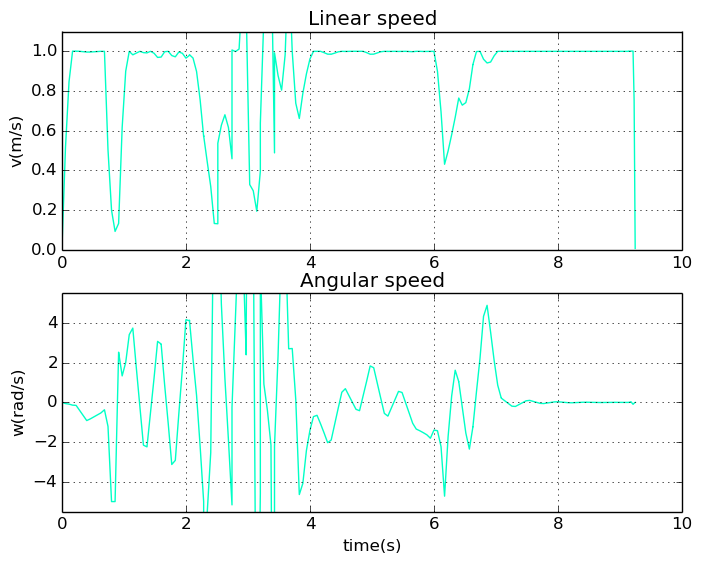 Linear speed
v(m/s)
1.0
0.8
0.6
0.4
0.2
0.0
0 2 4 6 8 10
Angular speed
w(rad/s)
4
2
0
−2
−4
0 2 4 6 8 10
time(s)